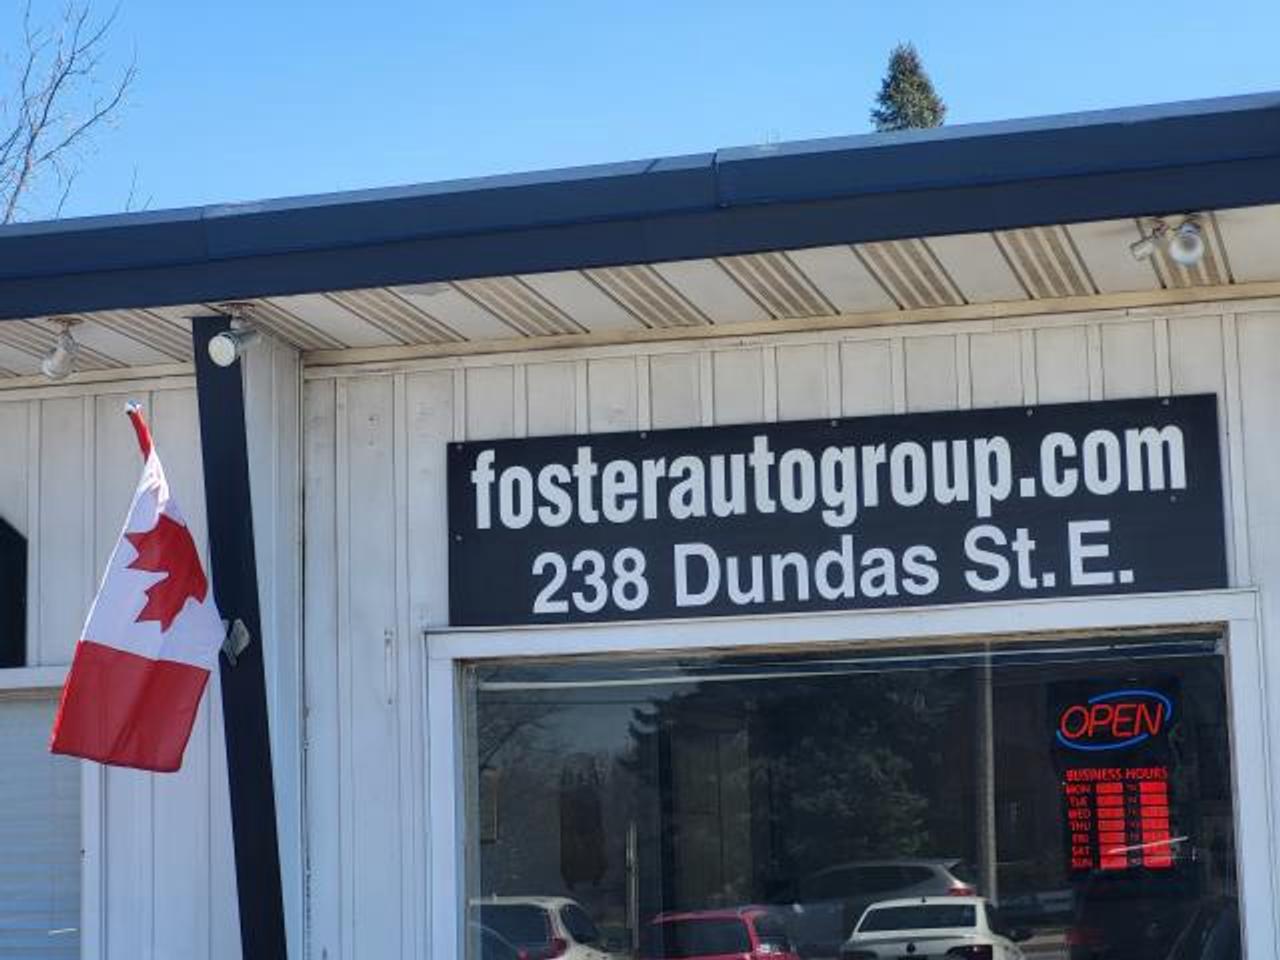 fosterautogroup.com
238 Dundas St. E.
OPEN
BUSINESS HOURS
MON
TUE
WED
THU
FRI
SAT
SUN